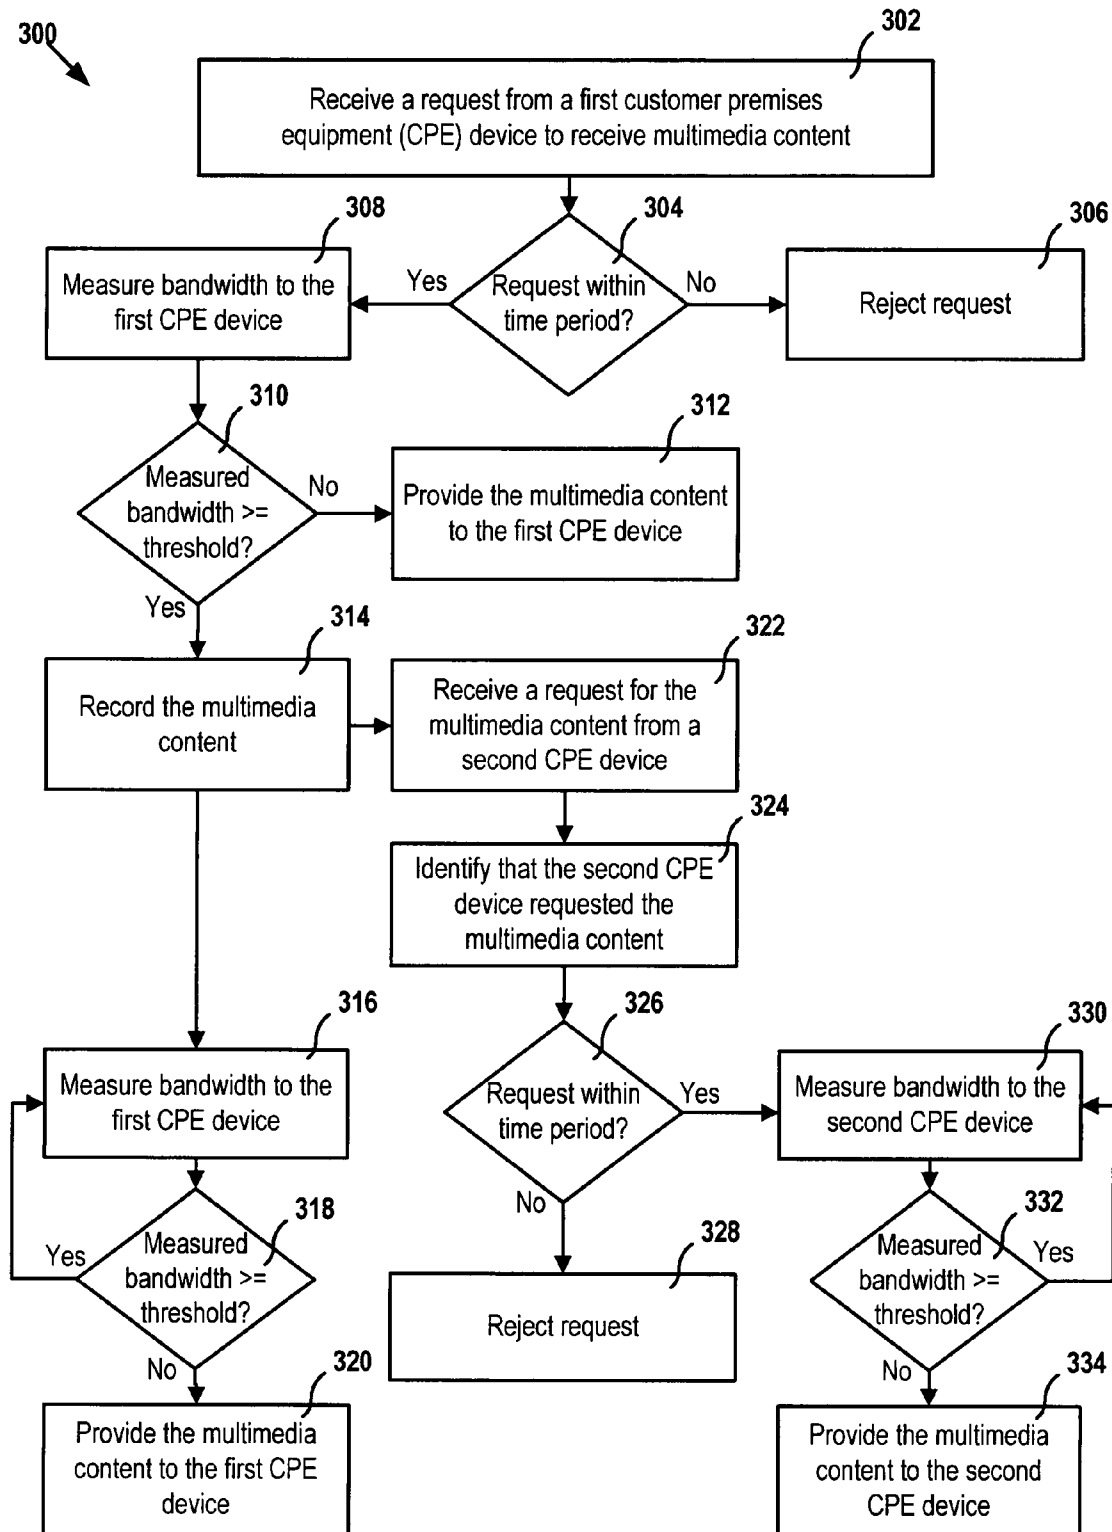 300
302
Receive a request from a first customer premises
equipment (CPE) device to receive multimedia content
308
304
306
Measure bandwidth to the
first CPE device
Yes
Request within
time period?
No
Reject request
310
312
Measured
bandwidth >=
threshold?
No
Provide the multimedia content
to the first CPE device
Yes
314
322
Record the multimedia
content
Receive a request for the
multimedia content from a
second CPE device
324
Identify that the second CPE
device requested the
multimedia content
316
326
330
Measure bandwidth to the
first CPE device
Request within
time period?
Yes
Measure bandwidth to the
second CPE device
No
318
332
Yes
Measured
bandwidth >=
threshold?
328
Measured
bandwidth >=
threshold?
Yes
Reject request
No
320
No
334
Provide the multimedia
content to the first CPE
device
Provide the multimedia
content to the second
CPE device